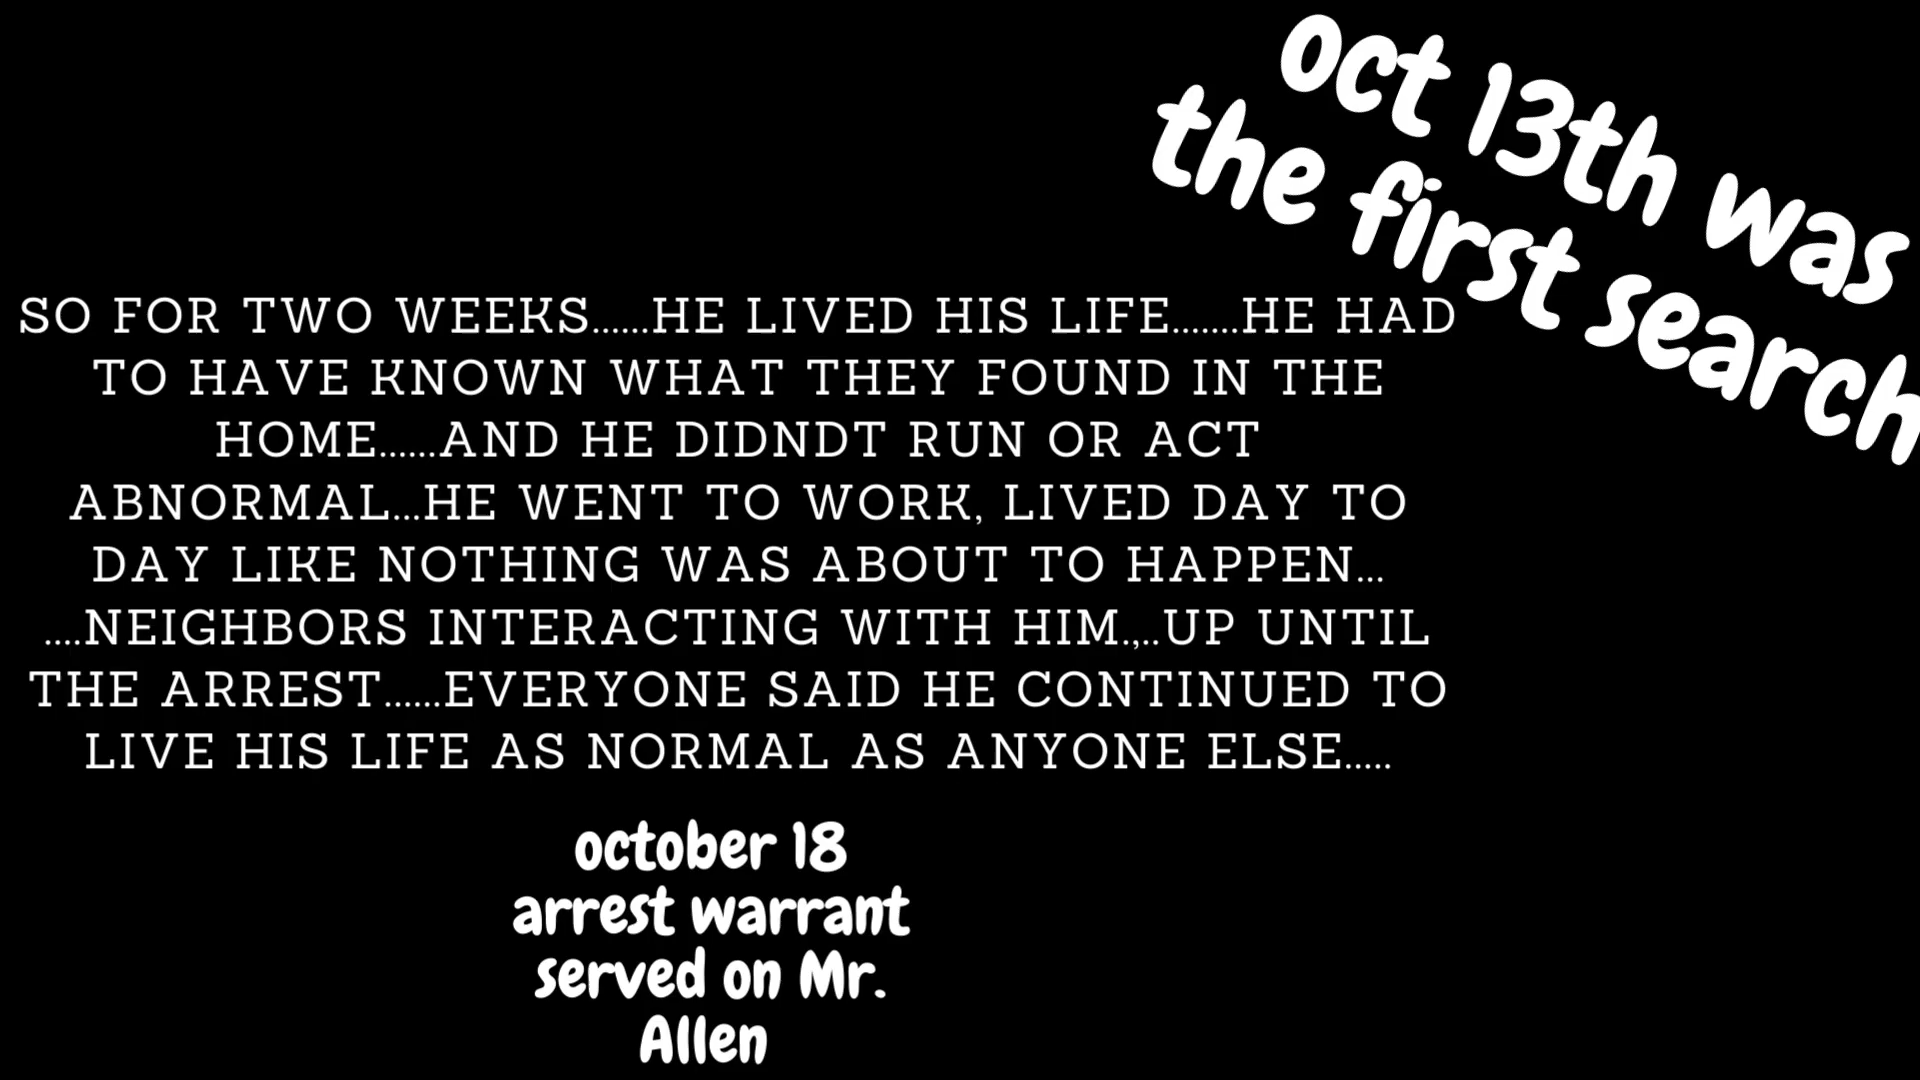 oct 13th was
the first search
SO FOR TWO WEEKS......HE LIVED HIS LIFE.......HE HAD
TO HAVE KNOWN WHAT THEY FOUND IN THE
HOME......AND HE DIDNDT RUN OR ACT
ABNORMAL...HE WENT TO WORK, LIVED DAY TO
DAY LIKE NOTHING WAS ABOUT TO HAPPEN...
....NEIGHBORS INTERACTING WITH HIM.,..UP UNTIL
THE ARREST......EVERYONE SAID HE CONTINUED TO
LIVE HIS LIFE AS NORMAL AS ANYONE ELSE.....
october 18
arrest warrant
served on Mr.
Allen